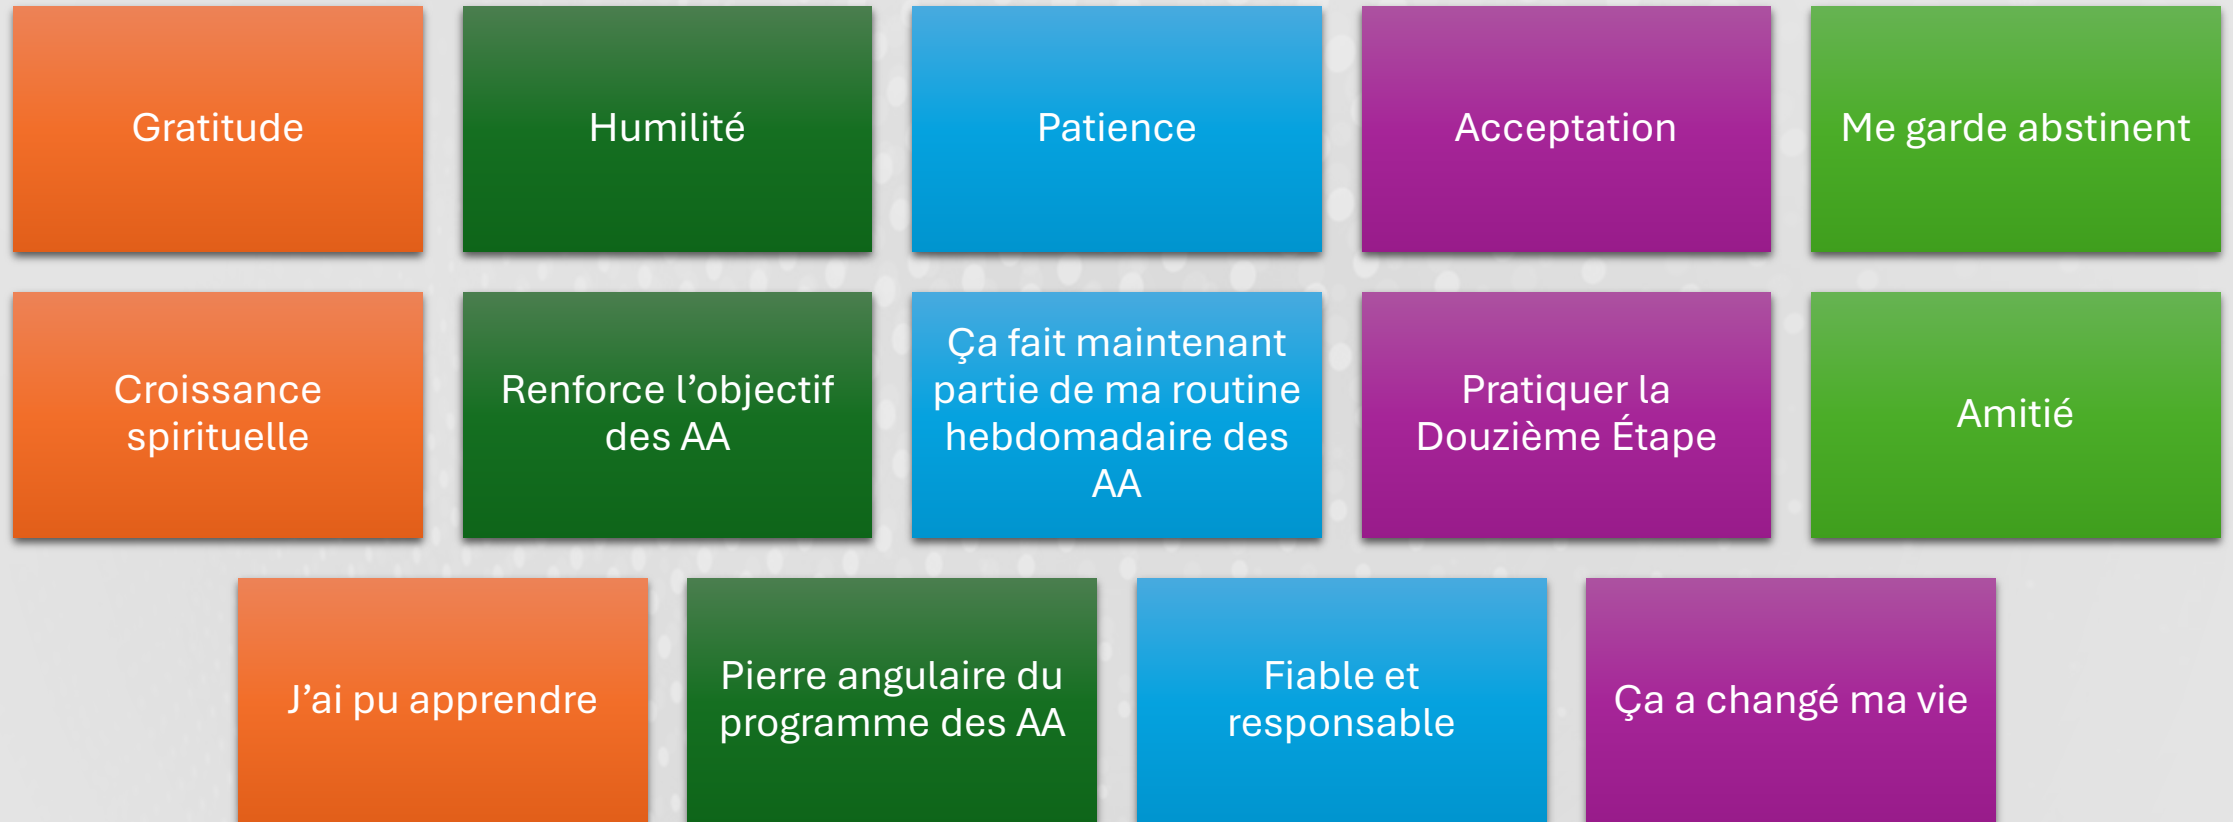 Gratitude
Humilité
Patience
Acceptation
Me garde abstinent
Croissance
spirituelle
Renforce l’objectif
des AA
Ça fait maintenant
partie de ma routine
hebdomadaire des
AA
Pratiquer la
Douzième Étape
Amitié
J’ai pu apprendre
Pierre angulaire du
programme des AA
Fiable et
responsable
Ça a changé ma vie